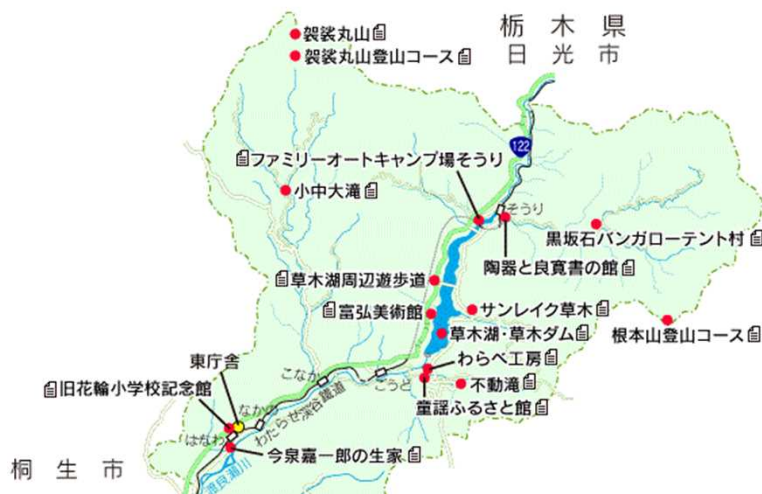 袈裟丸山
袈裟丸山登山コース
栃木県
日光市
122
ファミリーオートキャンプ場そうり
小中大滝
そうり
黒坂石バンガローテント村
陶器と良寛書の館
草木湖周辺遊歩道
富弘美術館
サンレイク草木
根本山登山コース
草木湖・草木ダム
わらべ工房
東庁舎
こなか
ごうど
不動滝
旧花輪小学校記念館
童謡ふるさと館
なかの
わたらせ渓谷鐵道
はなわ
今泉嘉一郎の生家
桐生市
渡良瀬川